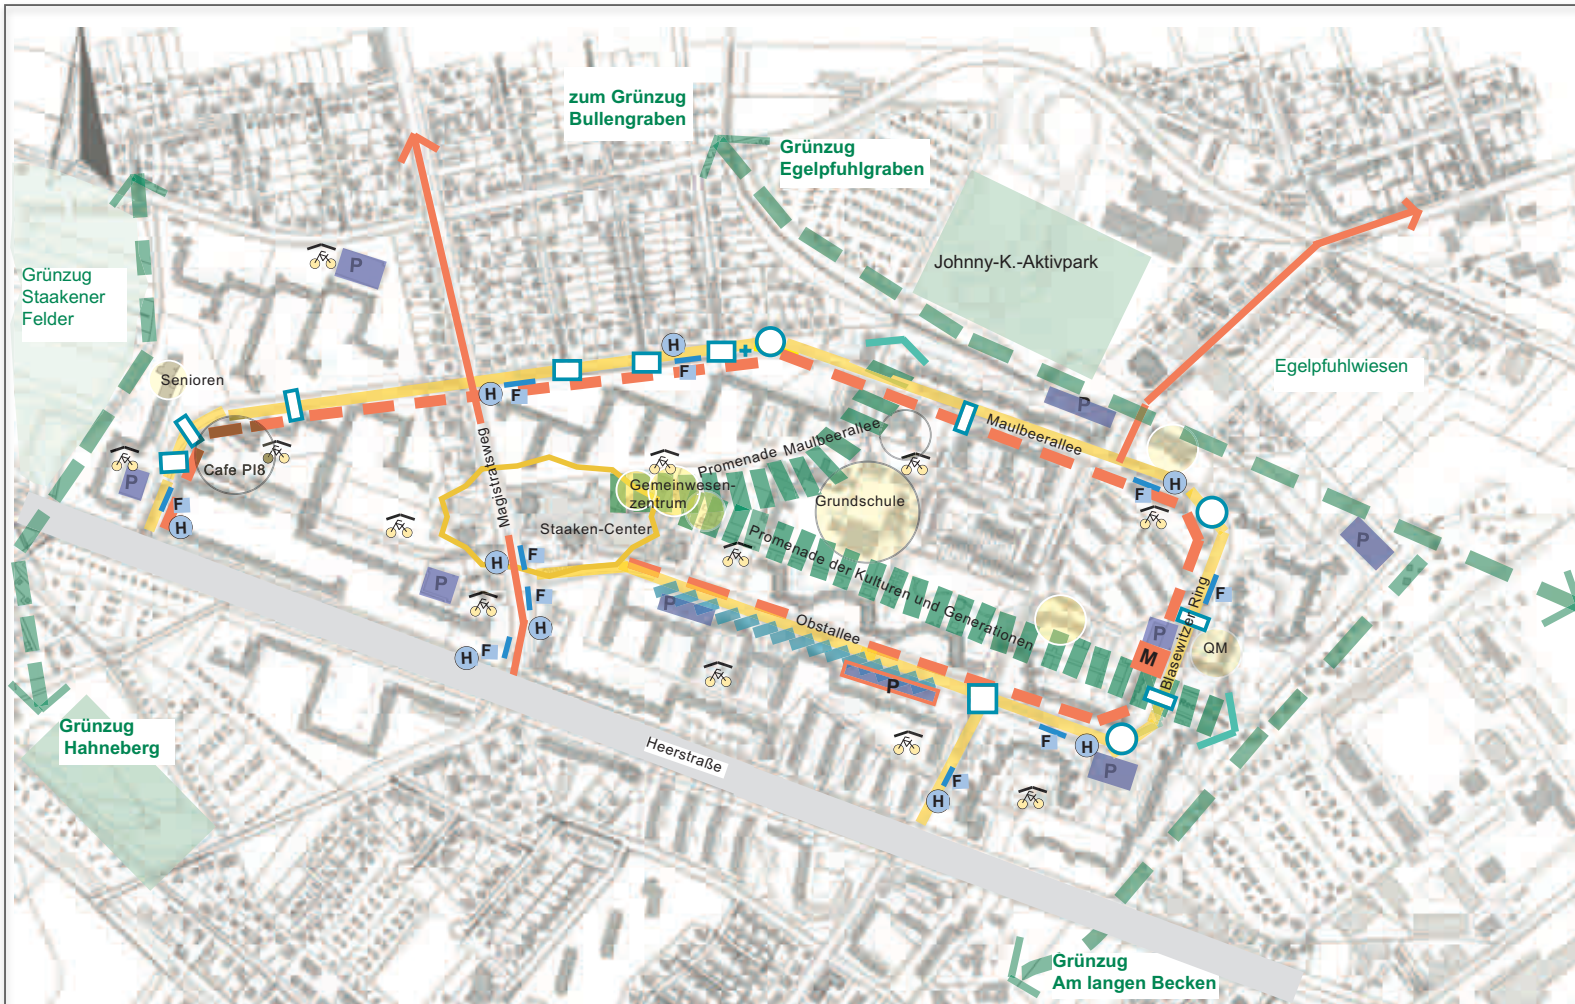 zum Grünzug
Bullengraben
Grünzug
Egelpfuhlgraben
Johnny-K.-Aktivpark
P
Grünzug
Staakener
Felder
Egelpfuhlwiesen
Senioren
H
F
H
F
P
Maulbeerallee
Promenade Maulbeerallee
Cafe PI8
P
F
H
Magistratsweg
Gemeinwesen-
zentrum
Grundschule
Staaken-Center
H
F
P
H
F
P
F
H
F
H
P
Promenade der Kulturen und Generationen
Obstallee
P
P
M
Blasewitzer Ring
F
QM
P
F
H
P
F
H
Heerstraße
Grünzug
Hahneberg
Grünzug
Am langen Becken